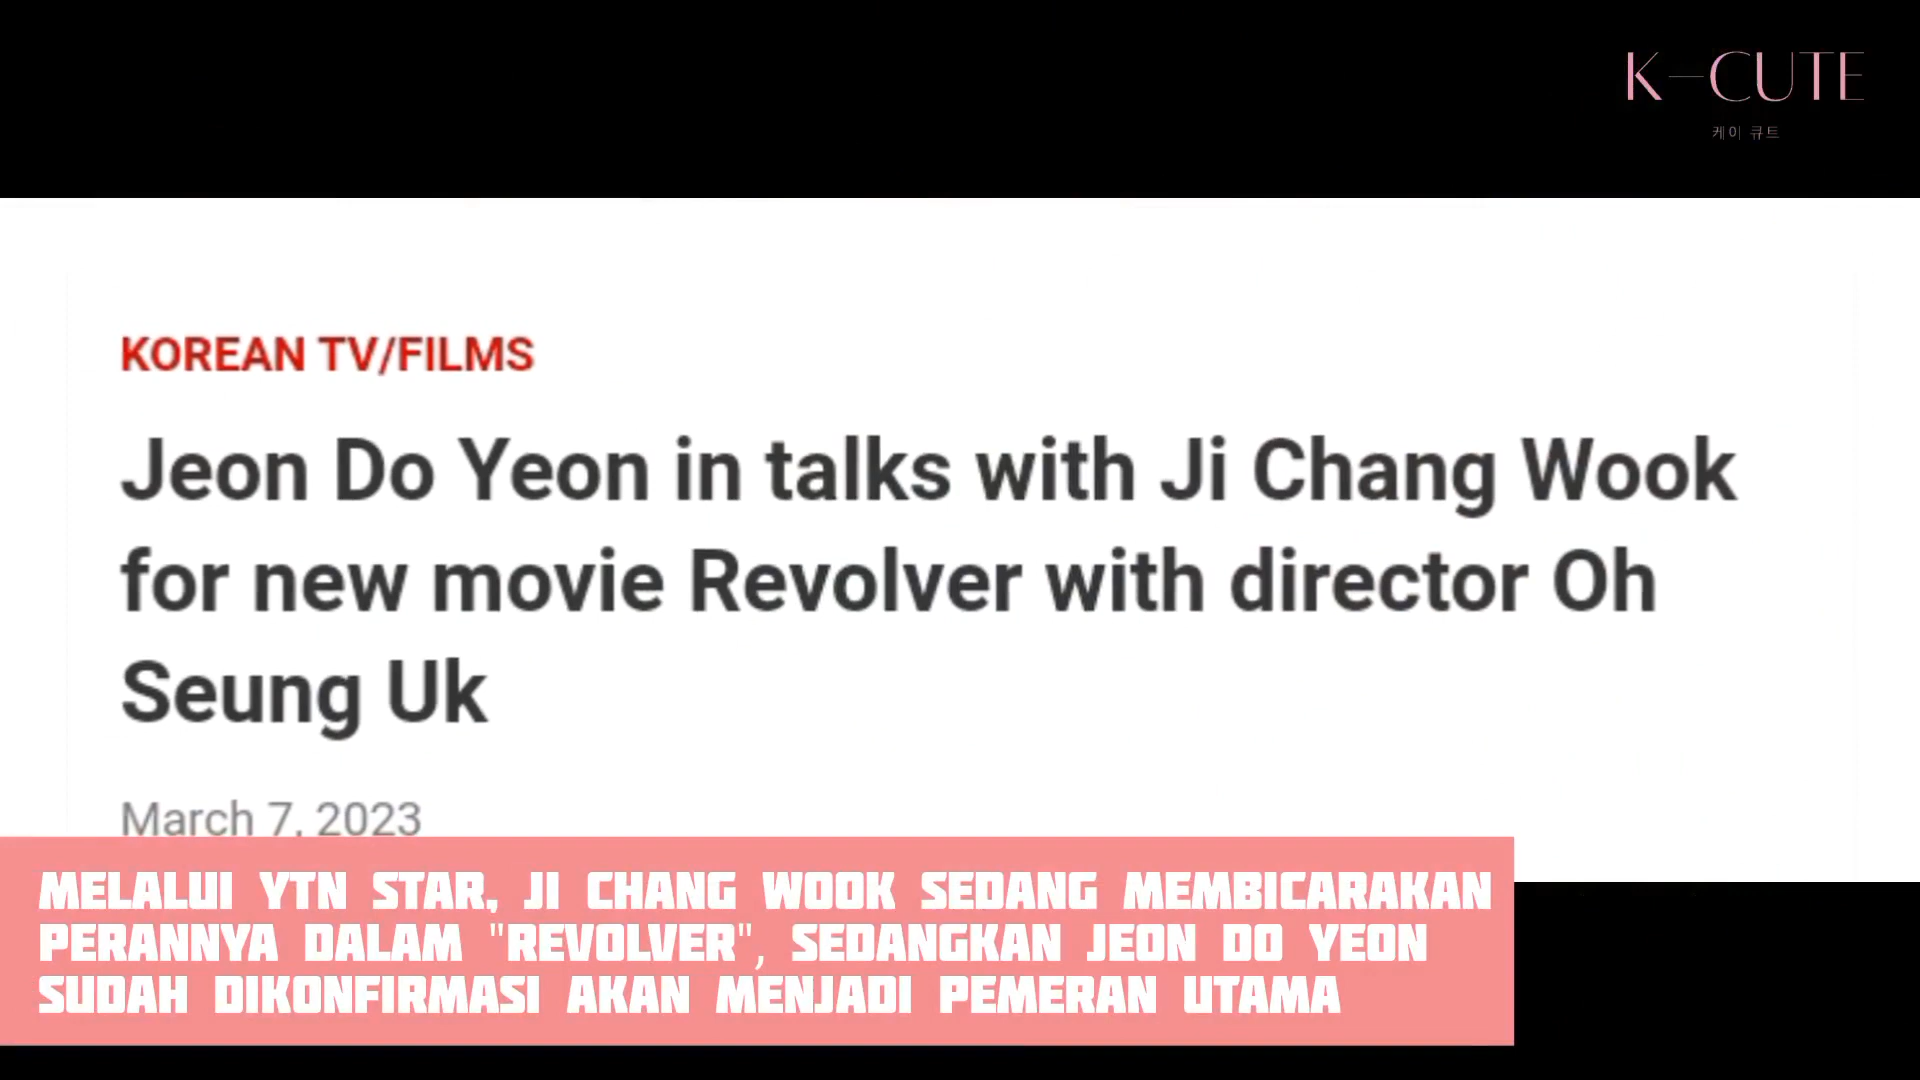 K-CUTE
케이 큐트
KOREAN TV/FILMS
Jeon Do Yeon in talks with Ji Chang Wook
for new movie Revolver with director Oh
Seung Uk
March 7, 2023
MELALUI YTN STAR, JI CHANG WOOK SEDANG MEMBICARAKAN
PERANNYA DALAM "REVOLVER", SEDANGKAN JEON DO YEON
SUDAH DIKONFIRMASI AKAN MENJADI PEMERAN UTAMA